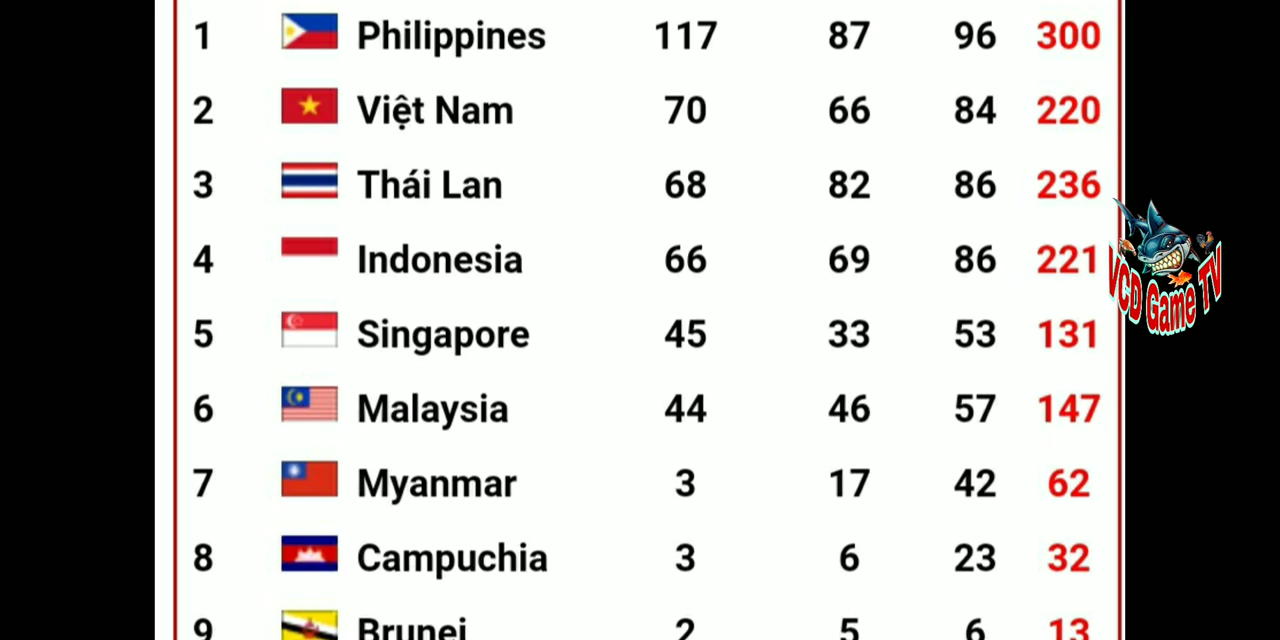 1 Philippines 117 87 96 300
2 Việt Nam 70 66 84 220
3 Thái Lan 68 82 86 236
4 Indonesia 66 69 86 221
5 Singapore 45 33 53 131
6 Malaysia 44 46 57 147
7 Myanmar 3 17 42 62
8 Campuchia 3 6 23 32
9 Brunei 2 5 6 13
VCD Game TV